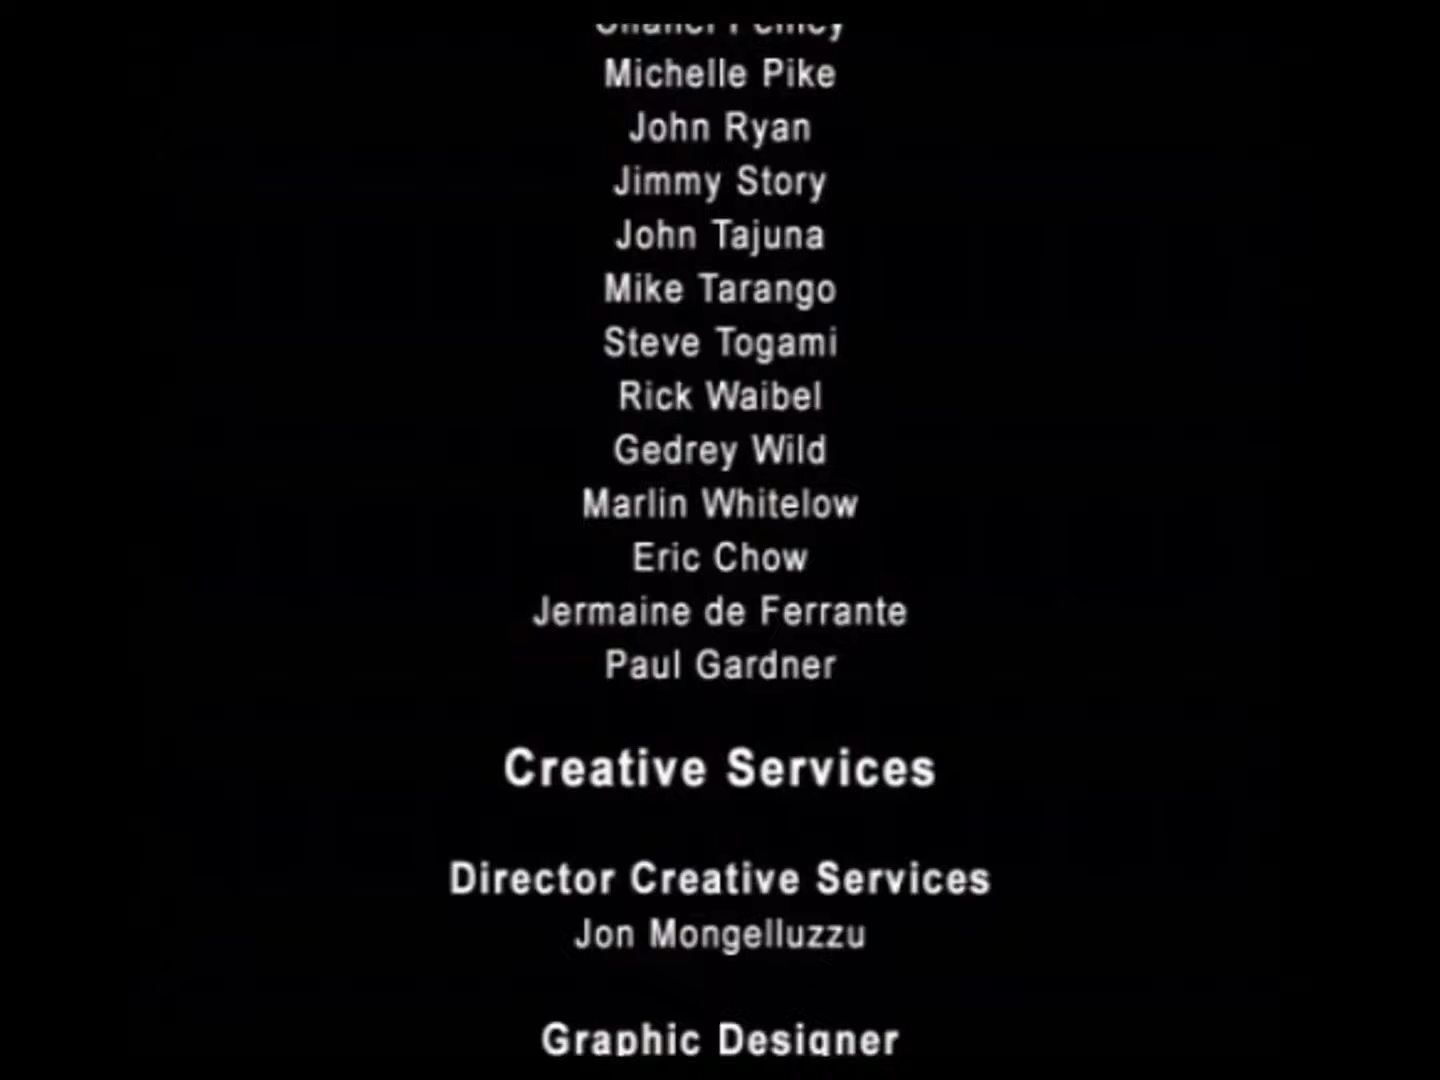 Michelle Pike
John Ryan
Jimmy Story
John Tajuna
Mike Tarango
Steve Togami
Rick Waibel
Gedrey Wild
Marlin Whitelow
Eric Chow
Jermaine de Ferrante
Paul Gardner
Creative Services
Director Creative Services
Jon Mongelluzzu
Graphic Designer